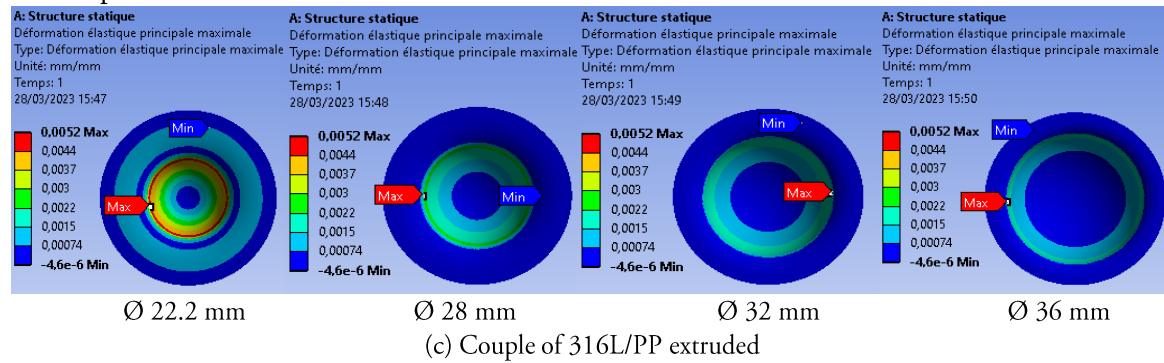 A: Structure statique
Déformation élastique principale maximale
Type: Déformation élastique principale maximale
Unité: mm/mm
Temps: 1
28/03/2023 15:47
0,0052 Max
0,0044
0,0037
0,003
0,0022
0,0015
0,00074
-4,6e-6 Min
Min
Max
A: Structure statique
Déformation élastique principale maximale
Type: Déformation élastique principale maximale
Unité: mm/mm
Temps: 1
28/03/2023 15:48
0,0052 Max
0,0044
0,0037
0,003
0,0022
0,0015
0,00074
-4,6e-6 Min
Max
Min
A: Structure statique
Déformation élastique principale maximale
Type: Déformation élastique principale maximale
Unité: mm/mm
Temps: 1
28/03/2023 15:49
0,0052 Max
0,0044
0,0037
0,003
0,0022
0,0015
0,00074
-4,6e-6 Min
Min
Max
A: Structure statique
Déformation élastique principale maximale
Type: Déformation élastique principale maximale
Unité: mm/mm
Temps: 1
28/03/2023 15:50
0,0052 Max
0,0044
0,0037
0,003
0,0022
0,0015
0,00074
-4,6e-6 Min
Min
Max
Ø 22.2 mm
Ø 28 mm
Ø 32 mm
Ø 36 mm
(c) Couple of 316L/PP extruded